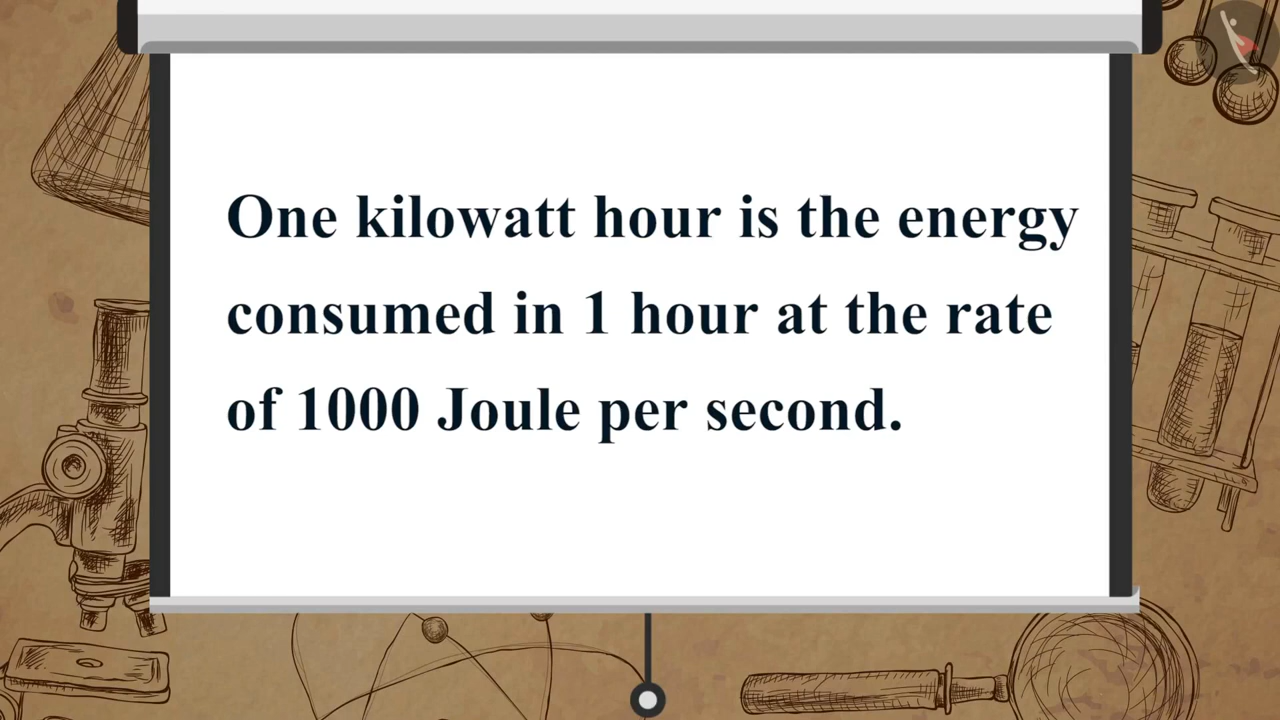 One kilowatt hour is the energy
consumed in 1 hour at the rate
of 1000 Joule per second.